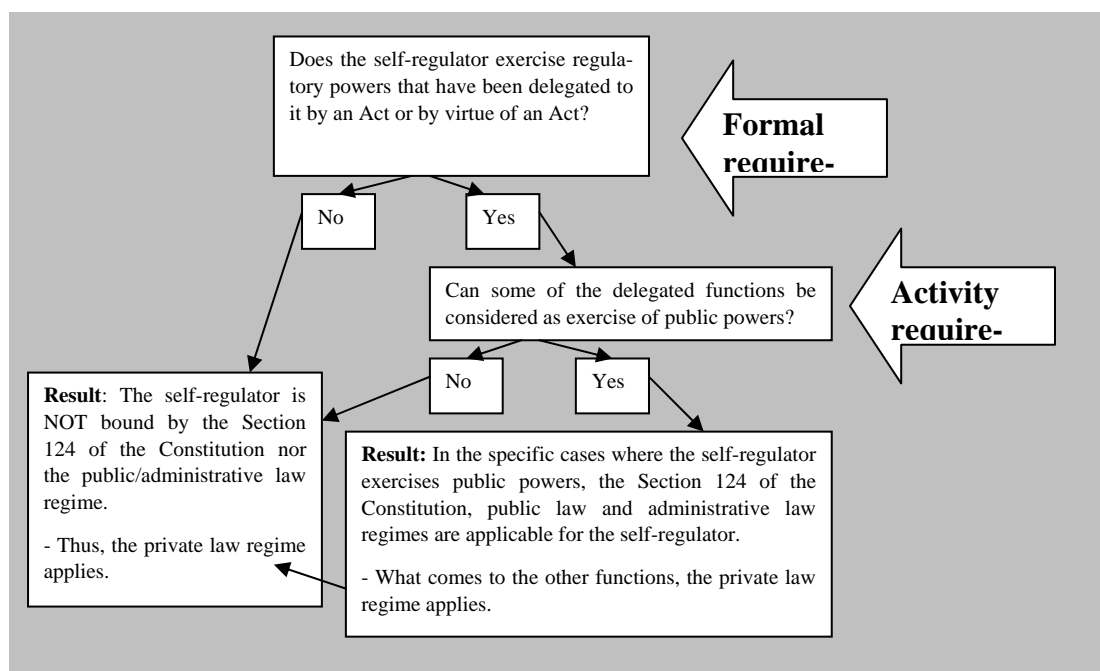 Does the self-regulator exercise regula-
tory powers that have been delegated to
it by an Act or by virtue of an Act?
Formal
require-
No
Yes
Can some of the delegated functions be
considered as exercise of public powers?
Activity
require-
No
Yes
Result: The self-regulator is
NOT bound by the Section
124 of the Constitution nor
the public/administrative law
regime.
- Thus, the private law regime
applies.
Result: In the specific cases where the self-regulator
exercises public powers, the Section 124 of the
Constitution, public law and administrative law
regimes are applicable for the self-regulator.
- What comes to the other functions, the private law
regime applies.